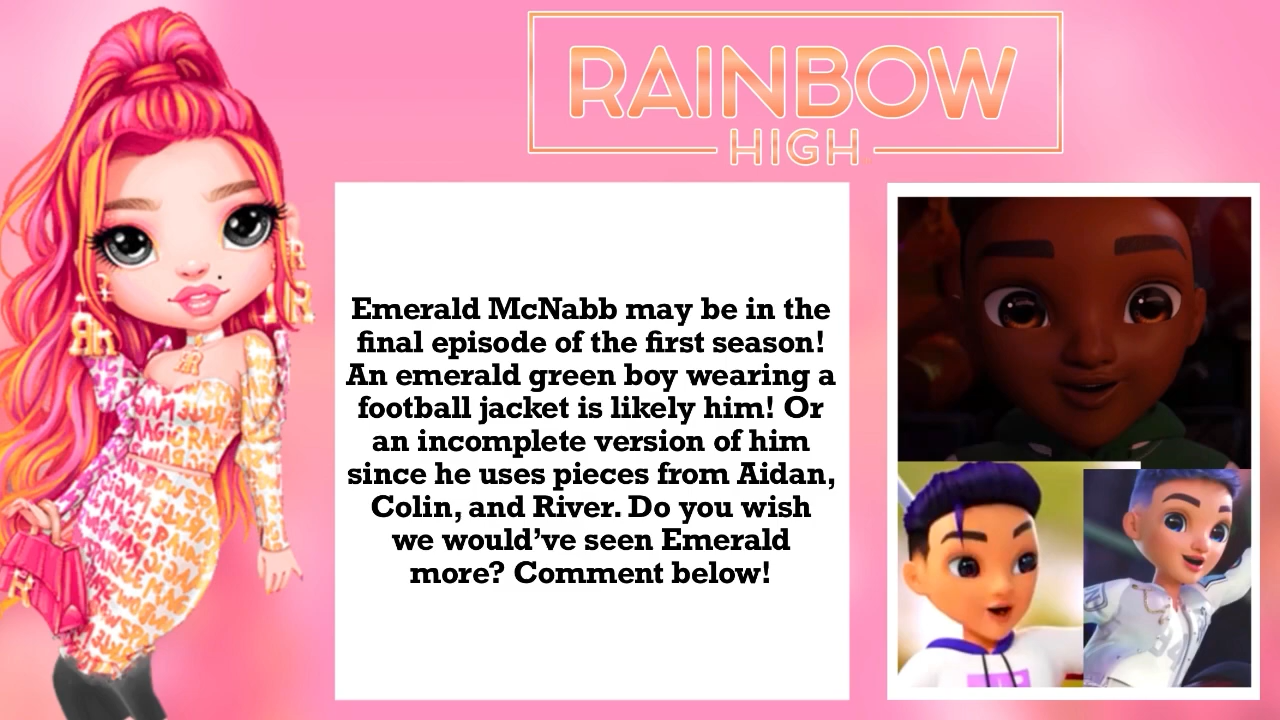 RAINBOW
HIGH
Emerald McNabb may be in the
final episode of the first season!
An emerald green boy wearing a
football jacket is likely him! Or
an incomplete version of him
since he uses pieces from Aidan,
Colin, and River. Do you wish
we would’ve seen Emerald
more? Comment below!